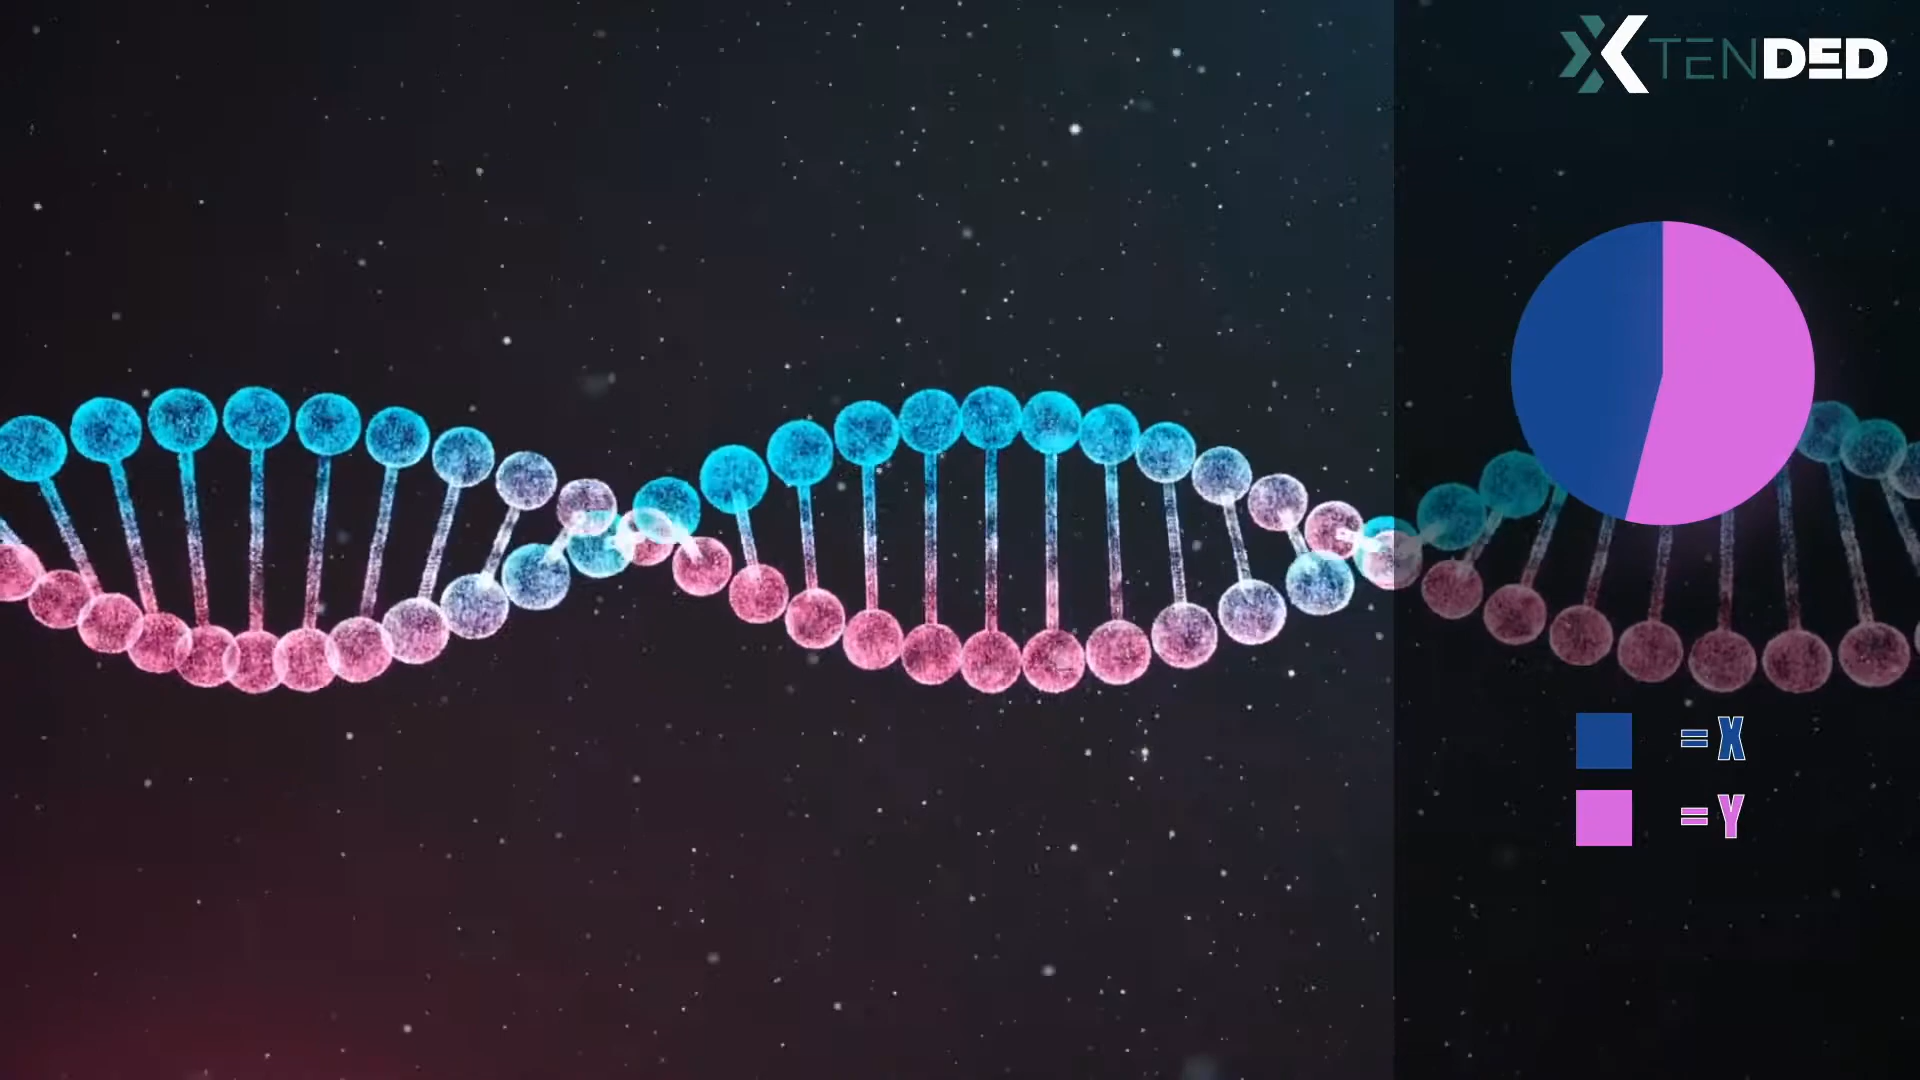 XTENDED
= X
= Y